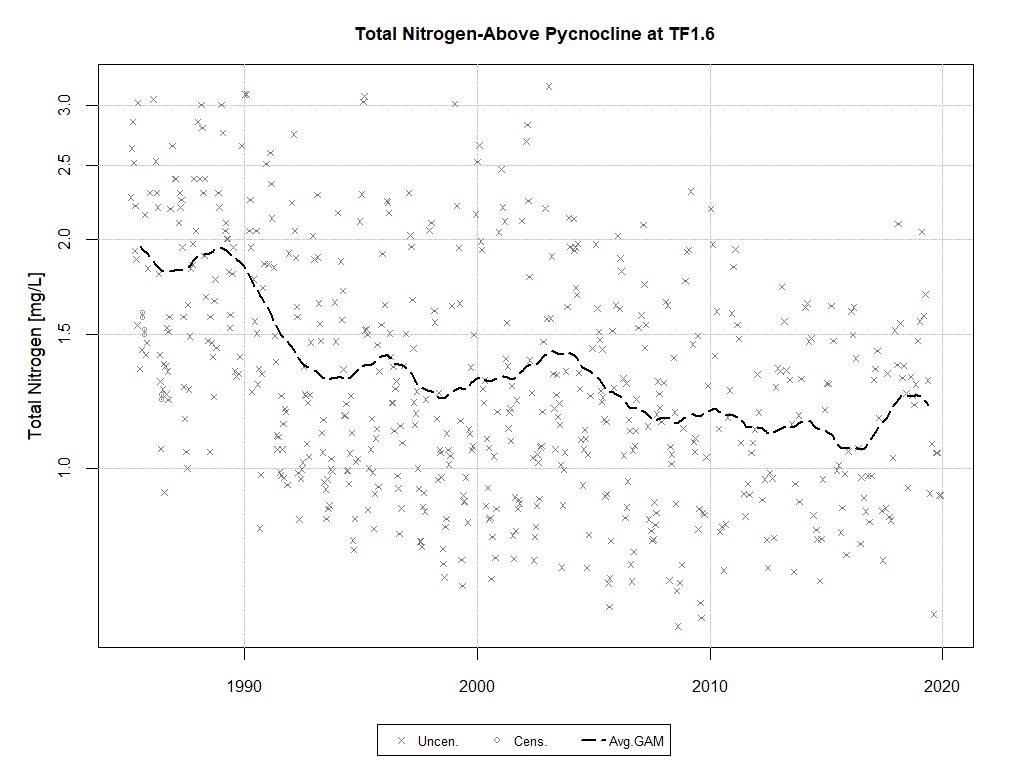 Total Nitrogen-Above Pycnocline at TF1.6
Total Nitrogen [mg/L]
3.0
2.5
2.0
1.5
1.0
1990 2000 2010 2020
Uncen. Cens. Avg.GAM